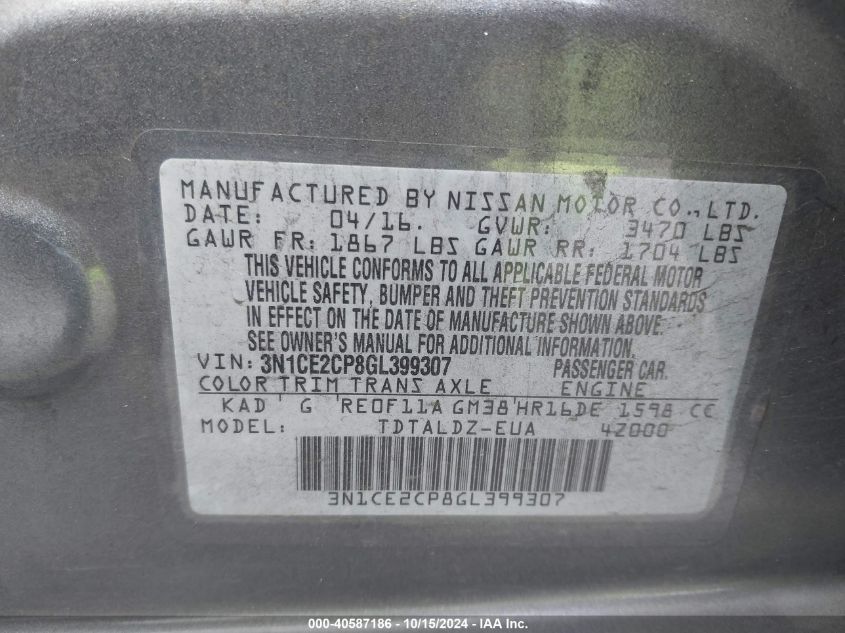 MANUFACTURED BY NISSAN MOTOR CO., LTD.
DATE: 04/16. GVWR: 3470 LBS
GAWR FR: 1867 LBS GAWR RR: 1704 LBS
THIS VEHICLE CONFORMS TO ALL APPLICABLE FEDERAL MOTOR
VEHICLE SAFETY, BUMPER AND THEFT PREVENTION STANDARDS
IN EFFECT ON THE DATE OF MANUFACTURE SHOWN ABOVE.
SEE OWNER'S MANUAL FOR ADDITIONAL INFORMATION.
VIN: 3N1CE2CP8GL399307 PASSENGER CAR.
COLOR TRIM TRANS AXLE ENGINE
KAD G RE0F11A GM38 HR16DE 1598 CC
MODEL: TDTALDZ-EUA 4Z000
3N1CE2CP8GL399307
000-40587186 - 10/15/2024 - IAA Inc.